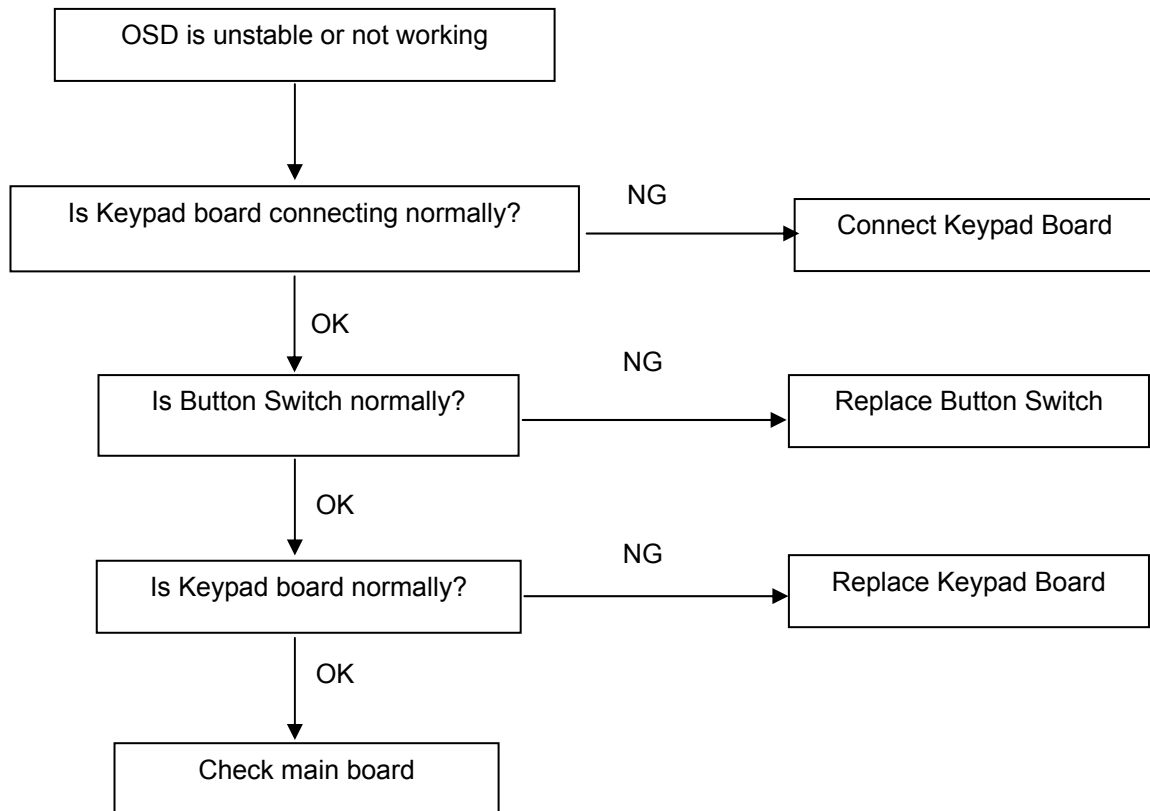 OSD is unstable or not working
Is Keypad board connecting normally?
NG
Connect Keypad Board
OK
Is Button Switch normally?
NG
Replace Button Switch
OK
Is Keypad board normally?
NG
Replace Keypad Board
OK
Check main board